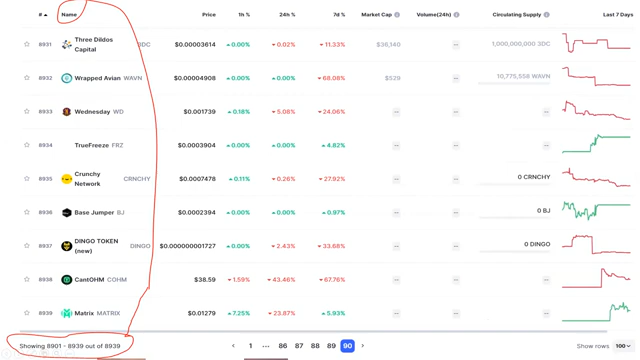 # Name Price 1h % 24h % 7d % Market Cap Volume(24h) Circulating Supply Last 7 Days
8931 Three Dildos Capital 3DC $0.00003614 0.00% 0.02% 11.33% $36,140 -- 1,000,000,000 3DC
8932 Wrapped Avian WAVN $0.00004908 0.00% 0.00% 68.08% $529 -- 10,775,558 WAVN
8933 Wednesday WD $0.001739 0.18% 5.08% 24.06% -- -- --
8934 TrueFreeze FRZ $0.0003904 0.00% 0.00% 4.82% -- -- --
8935 Crunchy Network CRNCHY $0.0007478 0.11% 0.26% 27.92% -- -- 0 CRNCHY
8936 Base Jumper BJ $0.0002394 0.00% 0.00% 0.97% -- -- 0 BJ
8937 DINGO TOKEN (new) DINGO $0.000000001727 0.00% 2.43% 33.68% -- -- 0 DINGO
8938 CantOHM COHM $38.59 1.59% 43.46% 67.76% -- -- --
8939 Matrix MATRIX $0.01279 7.25% 23.87% 5.93% -- -- --
Showing 8901 - 8939 out of 8939 1 ... 86 87 88 89 90 Show rows 100